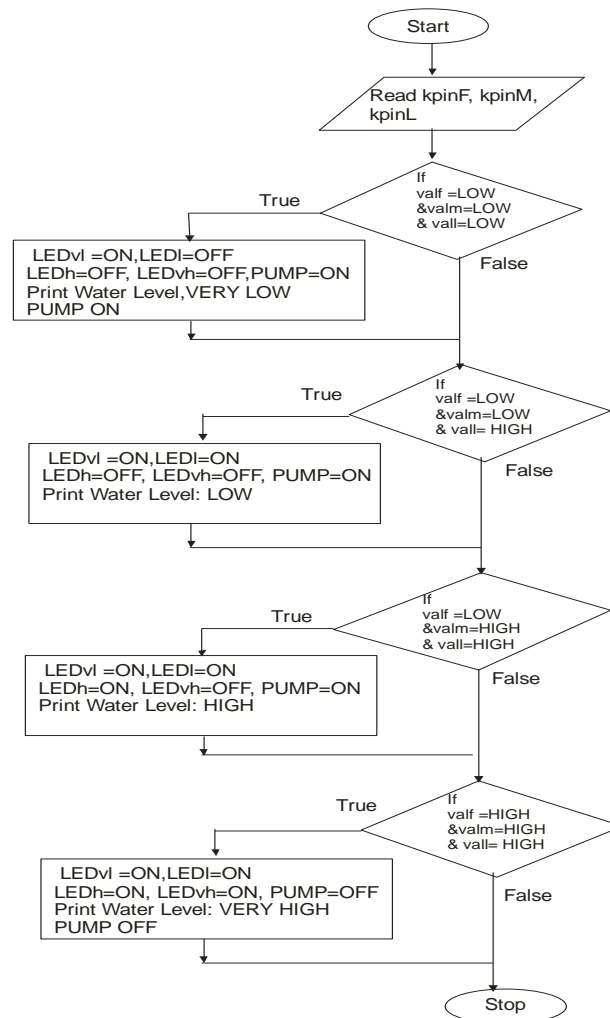 Start
Read kpinF, kpinM,
kpinL
If
valf =LOW
&valm=LOW
& vall=LOW
True
False
LEDvl =ON,LEDl=OFF
LEDh=OFF, LEDvh=OFF,PUMP=ON
Print Water Level,VERY LOW
PUMP ON
If
valf =LOW
&valm=LOW
& vall= HIGH
True
False
LEDvl =ON,LEDl=ON
LEDh=OFF, LEDvh=OFF, PUMP=ON
Print Water Level: LOW
If
valf =LOW
&valm=HIGH
& vall=HIGH
True
False
LEDvl =ON,LEDl=ON
LEDh=ON, LEDvh=OFF, PUMP=ON
Print Water Level: HIGH
If
valf =HIGH
&valm=HIGH
& vall= HIGH
True
False
LEDvl =ON,LEDl=ON
LEDh=ON, LEDvh=ON, PUMP=OFF
Print Water Level: VERY HIGH
PUMP OFF
Stop